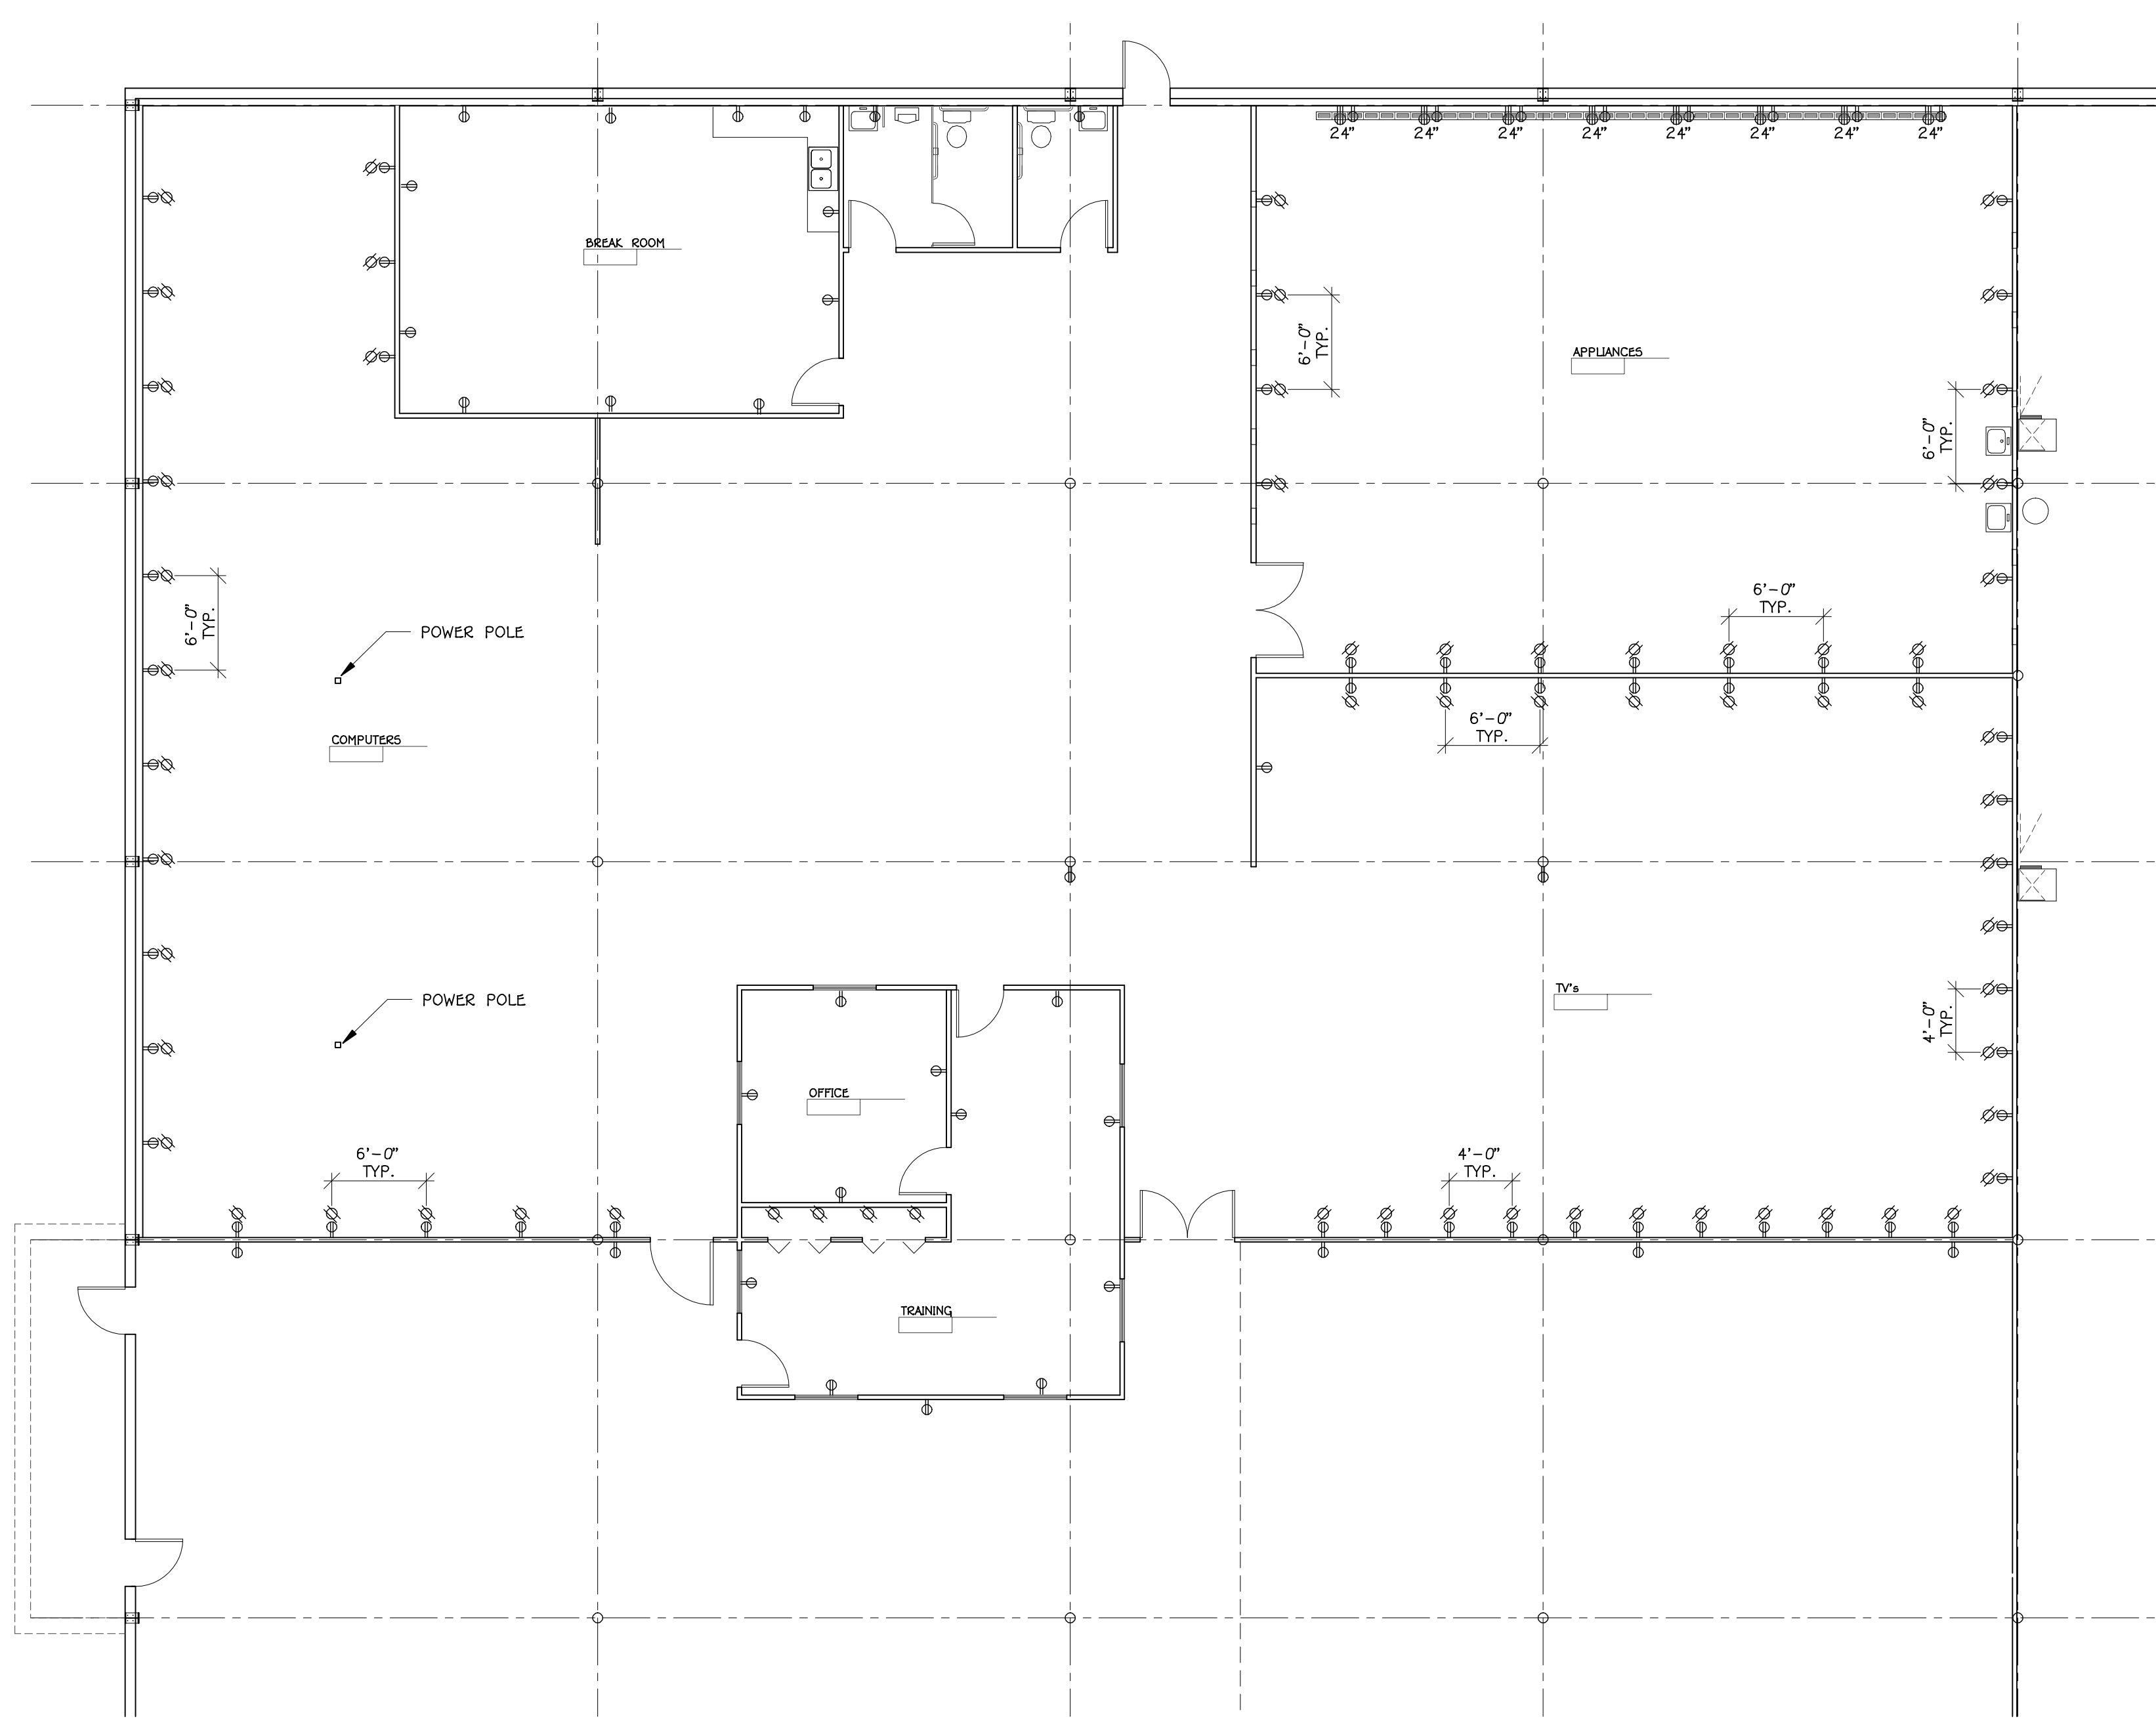 24" 24" 24" 24" 24" 24" 24" 24"
BREAK ROOM
6'-0"
TYP.
APPLIANCES
6'-0"
TYP.
6'-0"
TYP.
6'-0"
TYP.
POWER POLE
6'-0"
TYP.
COMPUTERS
TV's
POWER POLE
4'-0"
TYP.
OFFICE
6'-0"
TYP.
4'-0"
TYP.
TRAINING